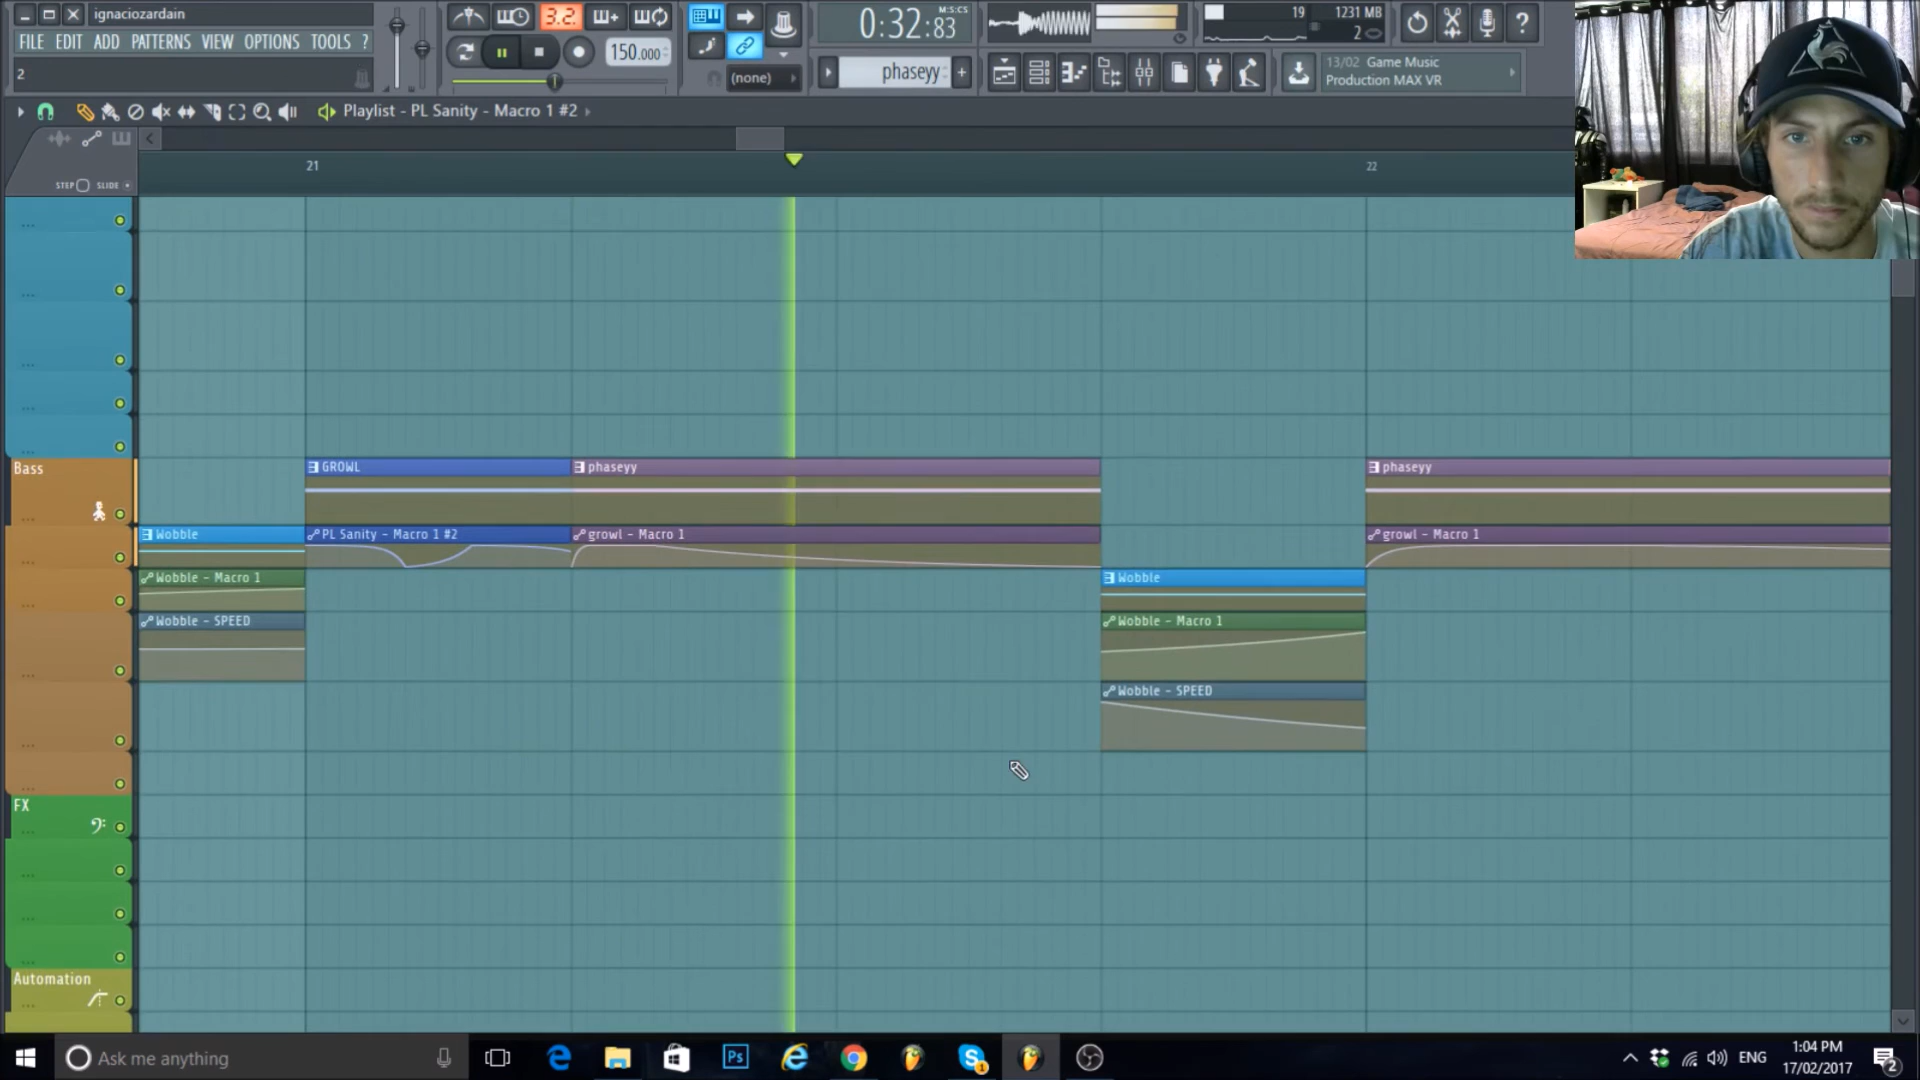 ignaciozardain
FILE EDIT ADD PATTERNS VIEW OPTIONS TOOLS ?
2
3.2.
150.000
(none)
0:32:83
M:S:CS
phaseyy
+
19
1231 MB
2
?
13/02 Game Music
Production MAX VR
Playlist - PL Sanity - Macro 1 #2
STEP SLIDE
21
22
Bass
GROWL
phaseyy
phaseyy
Wobble
PL Sanity - Macro 1 #2
growl - Macro 1
growl - Macro 1
Wobble - Macro 1
Wobble
Wobble - SPEED
Wobble - Macro 1
Wobble - SPEED
FX
Automation
Ask me anything
Ps
1
ENG
1:04 PM
17/02/2017
2